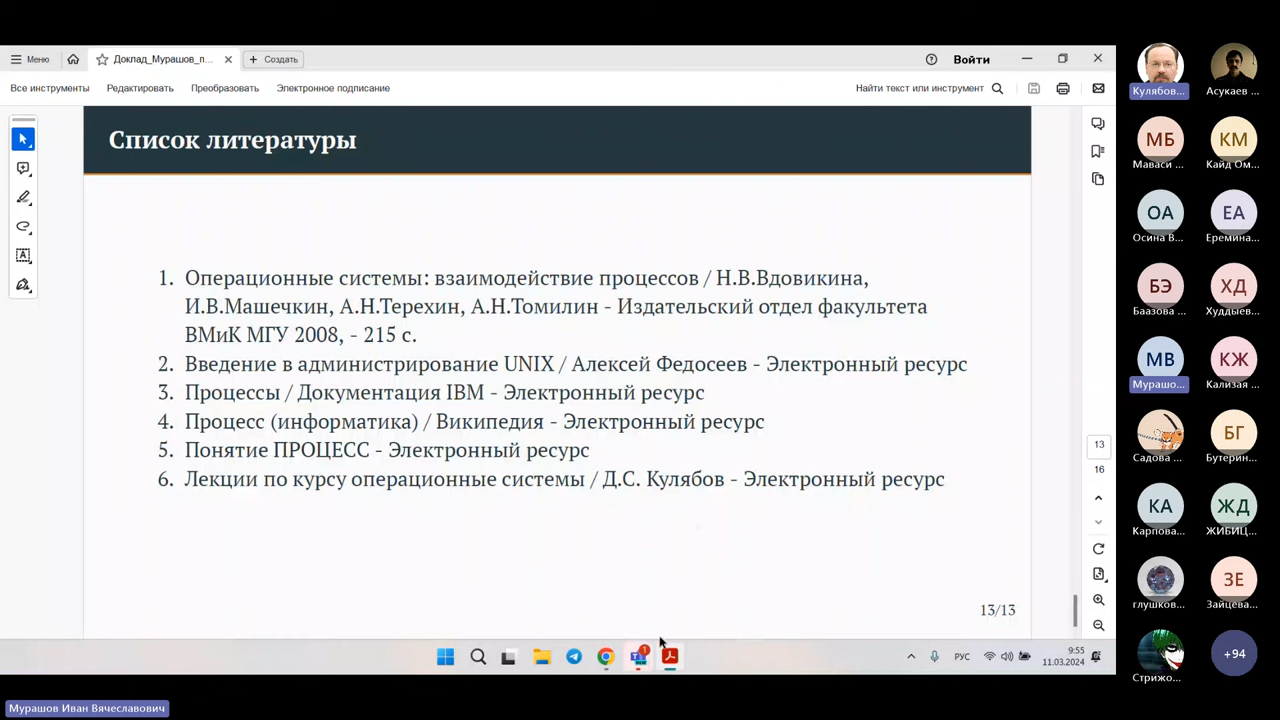 Меню
Доклад_Мурашов_п...
Создать
Войти
Все инструменты
Редактировать
Преобразовать
Электронное подписание
Найти текст или инструмент
Список литературы
1. Операционные системы: взаимодействие процессов / Н.В.Вдовикина,
И.В.Машечкин, А.Н.Терехин, А.Н.Томилин - Издательский отдел факультета
ВМиК МГУ 2008, - 215 с.
2. Введение в администрирование UNIX / Алексей Федосеев - Электронный ресурс
3. Процессы / Документация IBM - Электронный ресурс
4. Процесс (информатика) / Википедия - Электронный ресурс
5. Понятие ПРОЦЕСС - Электронный ресурс
6. Лекции по курсу операционные системы / Д.С. Кулябов - Электронный ресурс
13/13
13
16
1
РУС
9:55
11.03.2024
Мурашов Иван Вячеславович
Кулябов...
Асукаев ...
МБ
Маваси ...
КМ
Кайд Ом...
ОА
Осина В...
ЕА
Еремина...
БЭ
Баазова ...
ХД
Худдыев...
МВ
Мурашо...
КЖ
Кализая ...
Садова ...
БГ
Бутерин...
КА
Карпова...
ЖД
ЖИБИЦ...
глушков...
ЗЕ
Зайцева...
Стрижо...
+94